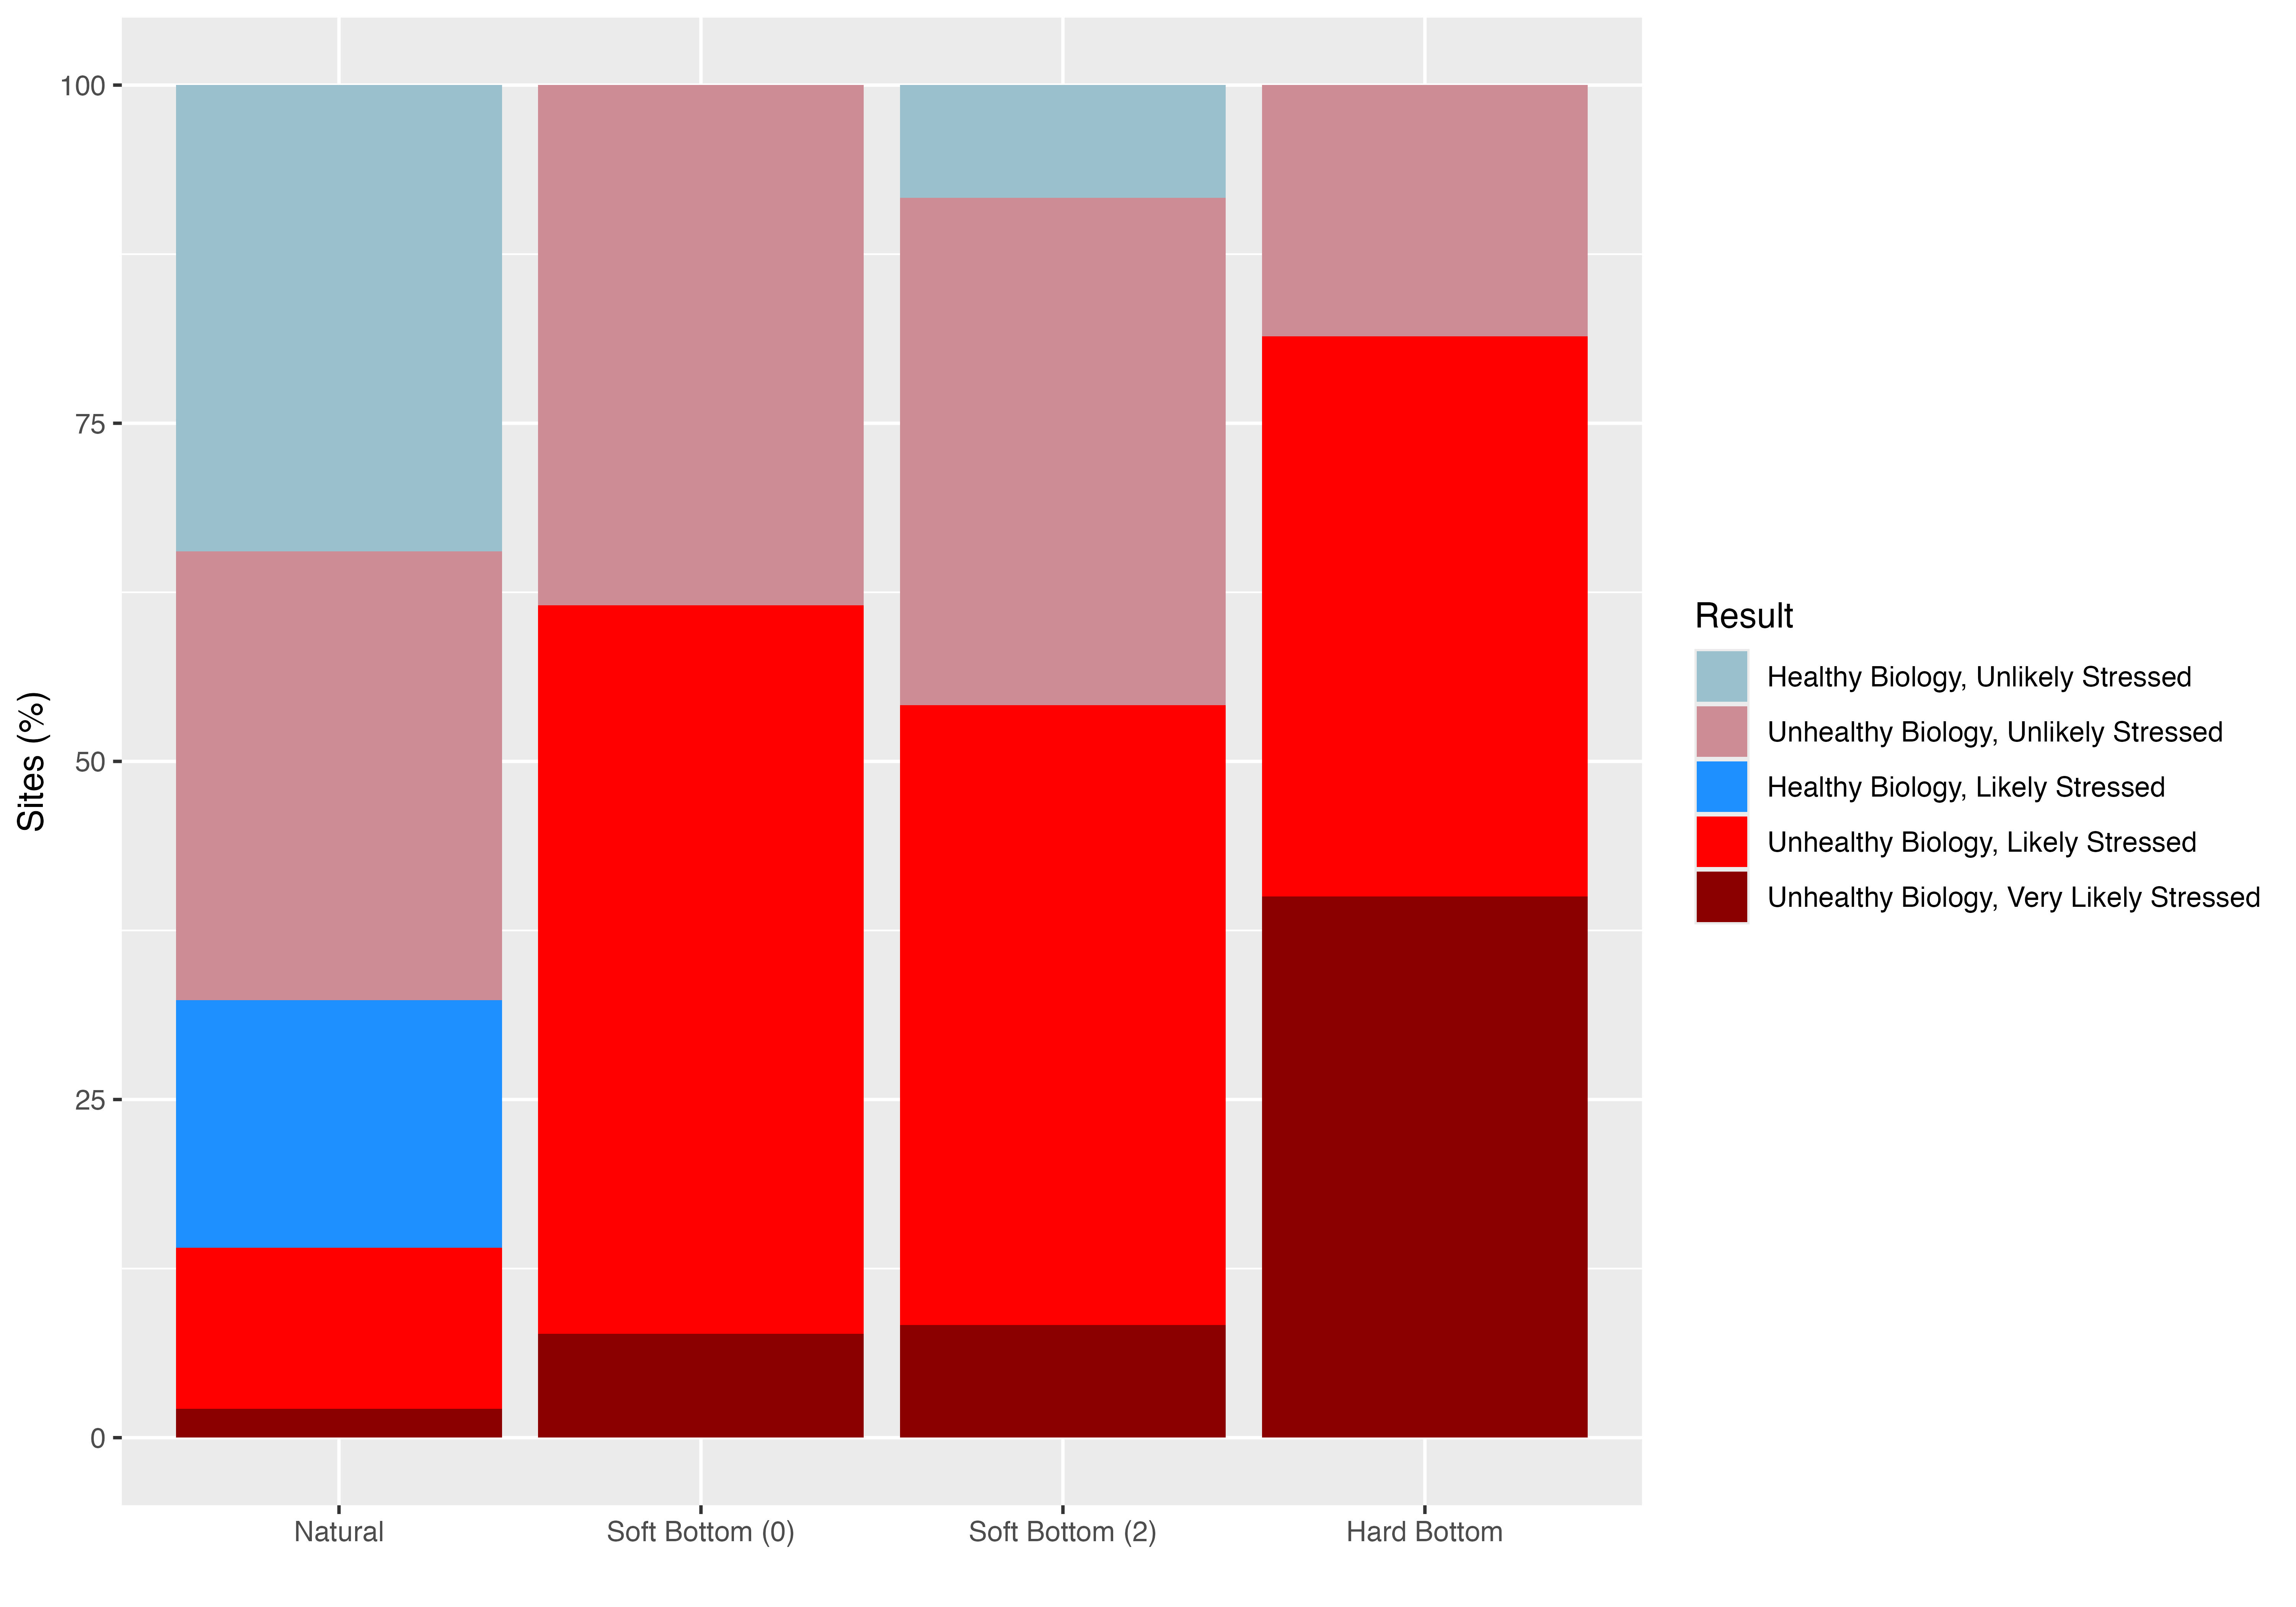 100
75
50
25
0
Sites (%)
Natural
Soft Bottom (0)
Soft Bottom (2)
Hard Bottom
Result
Healthy Biology, Unlikely Stressed
Unhealthy Biology, Unlikely Stressed
Healthy Biology, Likely Stressed
Unhealthy Biology, Likely Stressed
Unhealthy Biology, Very Likely Stressed